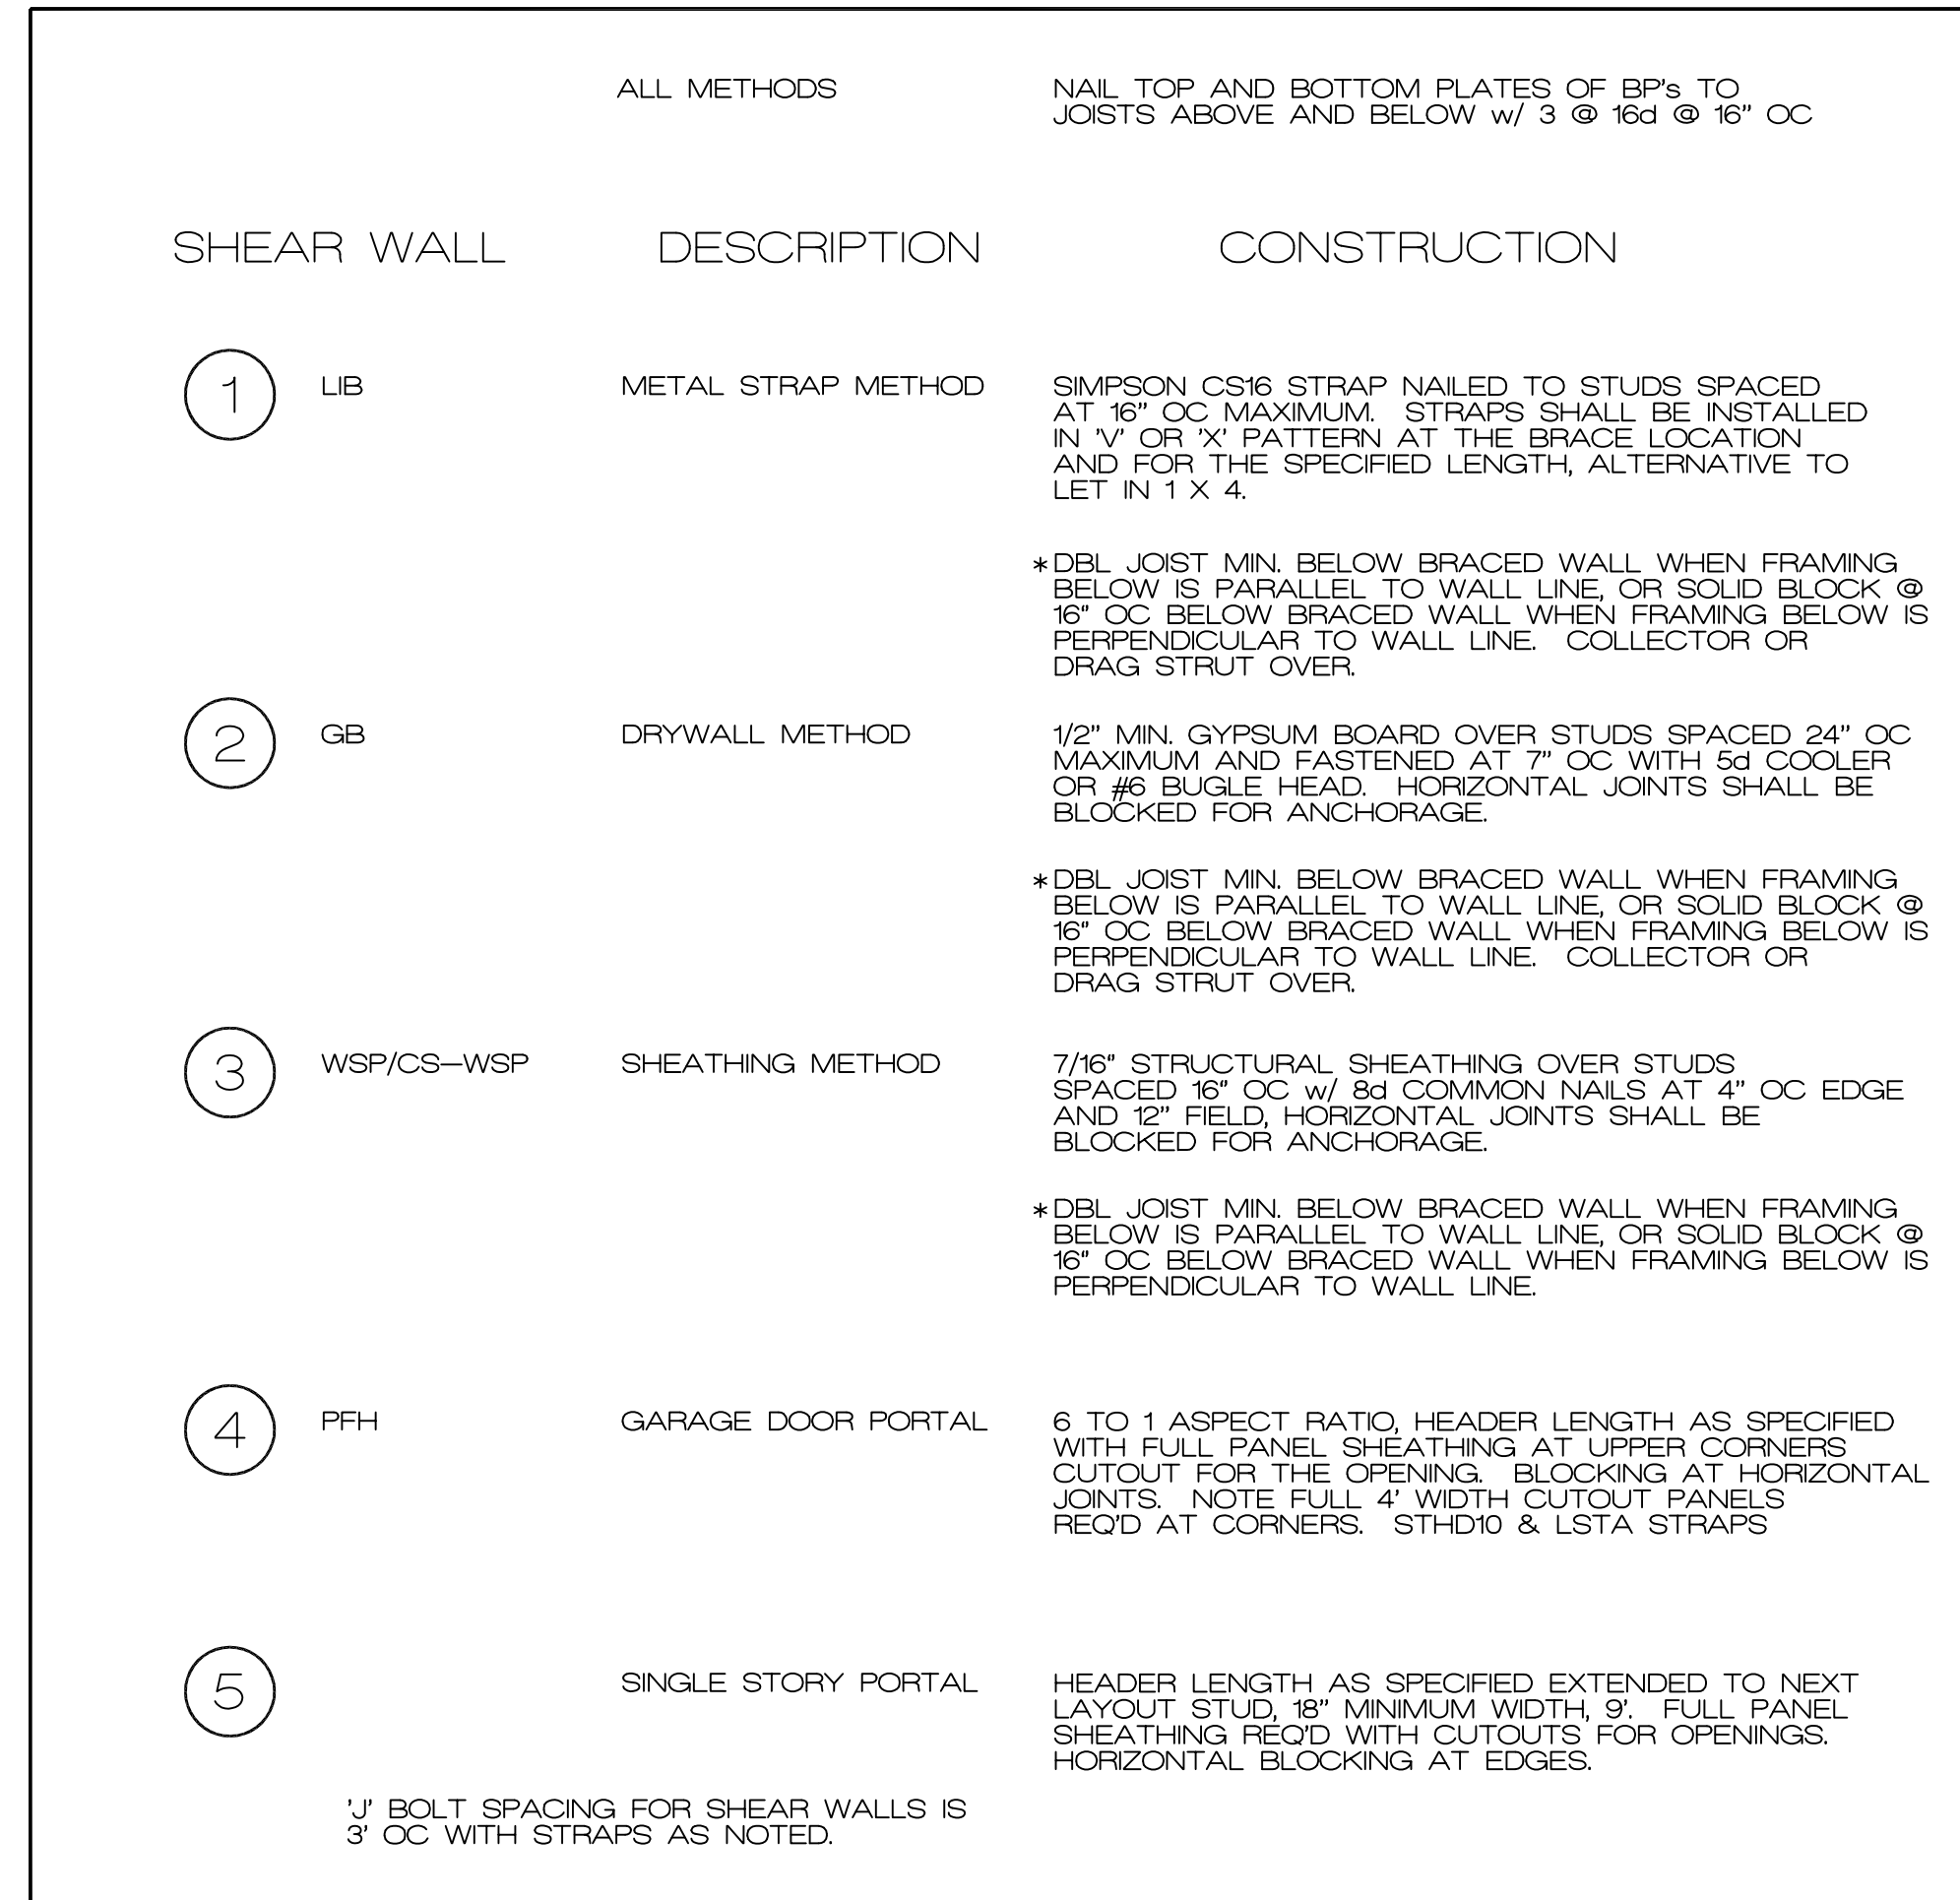 ALL METHODS
NAIL TOP AND BOTTOM PLATES OF BP's TO
JOISTS ABOVE AND BELOW w/ 3 @ 16d @ 16" OC
SHEAR WALL DESCRIPTION CONSTRUCTION
1 LIB METAL STRAP METHOD
SIMPSON CS16 STRAP NAILED TO STUDS SPACED
AT 16" OC MAXIMUM. STRAPS SHALL BE INSTALLED
IN 'V' OR 'X' PATTERN AT THE BRACE LOCATION
AND FOR THE SPECIFIED LENGTH, ALTERNATIVE TO
LET IN 1 X 4.
*DBL JOIST MIN. BELOW BRACED WALL WHEN FRAMING
BELOW IS PARALLEL TO WALL LINE, OR SOLID BLOCK @
16" OC BELOW BRACED WALL WHEN FRAMING BELOW IS
PERPENDICULAR TO WALL LINE. COLLECTOR OR
DRAG STRUT OVER.
2 GB DRYWALL METHOD
1/2" MIN. GYPSUM BOARD OVER STUDS SPACED 24" OC
MAXIMUM AND FASTENED AT 7" OC WITH 5d COOLER
OR #6 BUGLE HEAD. HORIZONTAL JOINTS SHALL BE
BLOCKED FOR ANCHORAGE.
*DBL JOIST MIN. BELOW BRACED WALL WHEN FRAMING
BELOW IS PARALLEL TO WALL LINE, OR SOLID BLOCK @
16" OC BELOW BRACED WALL WHEN FRAMING BELOW IS
PERPENDICULAR TO WALL LINE. COLLECTOR OR
DRAG STRUT OVER.
3 WSP/CS-WSP SHEATHING METHOD
7/16" STRUCTURAL SHEATHING OVER STUDS
SPACED 16" OC w/ 8d COMMON NAILS AT 4" OC EDGE
AND 12" FIELD, HORIZONTAL JOINTS SHALL BE
BLOCKED FOR ANCHORAGE.
*DBL JOIST MIN. BELOW BRACED WALL WHEN FRAMING
BELOW IS PARALLEL TO WALL LINE, OR SOLID BLOCK @
16" OC BELOW BRACED WALL WHEN FRAMING BELOW IS
PERPENDICULAR TO WALL LINE.
4 PFH GARAGE DOOR PORTAL
6 TO 1 ASPECT RATIO, HEADER LENGTH AS SPECIFIED
WITH FULL PANEL SHEATHING AT UPPER CORNERS
CUTOUT FOR THE OPENING. BLOCKING AT HORIZONTAL
JOINTS. NOTE FULL 4' WIDTH CUTOUT PANELS
REQ'D AT CORNERS. STHD10 & LSTA STRAPS
5 SINGLE STORY PORTAL
HEADER LENGTH AS SPECIFIED EXTENDED TO NEXT
LAYOUT STUD, 18" MINIMUM WIDTH, 9'. FULL PANEL
SHEATHING REQ'D WITH CUTOUTS FOR OPENINGS.
HORIZONTAL BLOCKING AT EDGES.
'J' BOLT SPACING FOR SHEAR WALLS IS
3' OC WITH STRAPS AS NOTED.